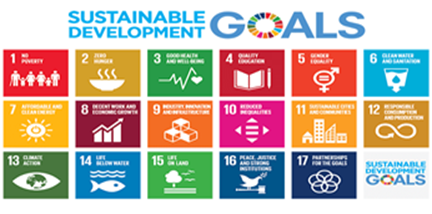 SUSTAINABLE
DEVELOPMENT
GOALS
1 NO
POVERTY
2 ZERO
HUNGER
3 GOOD HEALTH
AND WELL-BEING
4 QUALITY
EDUCATION
5 GENDER
EQUALITY
6 CLEAN WATER
AND SANITATION
7 AFFORDABLE AND
CLEAN ENERGY
8 DECENT WORK AND
ECONOMIC GROWTH
9 INDUSTRY, INNOVATION
AND INFRASTRUCTURE
10 REDUCED
INEQUALITIES
11 SUSTAINABLE CITIES
AND COMMUNITIES
12 RESPONSIBLE
CONSUMPTION
AND PRODUCTION
13 CLIMATE
ACTION
14 LIFE
BELOW WATER
15 LIFE
ON LAND
16 PEACE, JUSTICE
AND STRONG
INSTITUTIONS
17 PARTNERSHIPS
FOR THE GOALS
SUSTAINABLE
DEVELOPMENT
GOALS